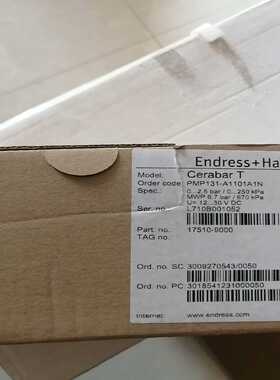 Endress+Ha
Model: Cerabar T
Order code: PMP131-A1101A1N
Spec.: 0...2.5 bar / 0...250 kPa
MWP 6.7 bar / 670 kPa
U= 12...30 V DC
Ser. no.: L710B001052
Part. no. 17510-9000
TAG no.
Ord. no. SC: 3009270543/0050
Ord. no. PC: 3018541231000050
Internet: www.endress.com